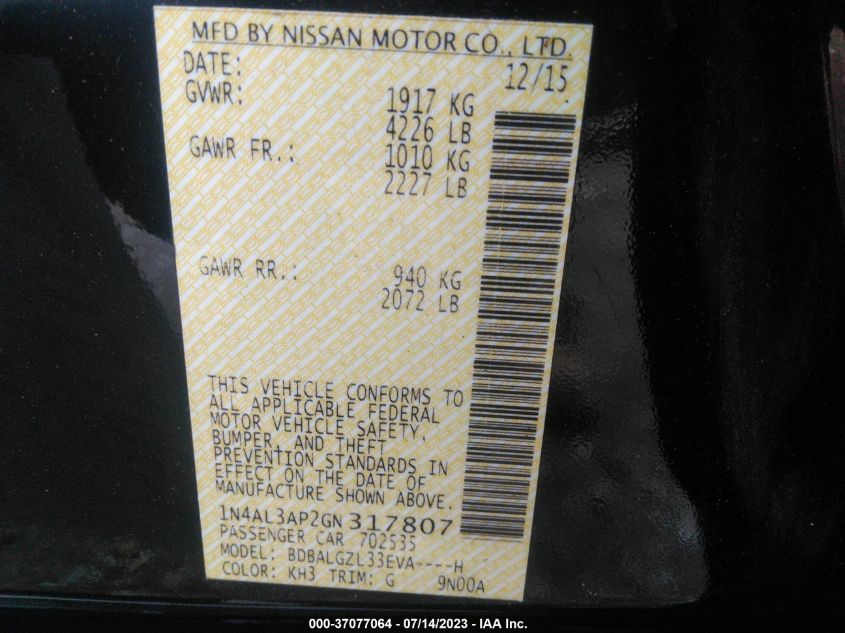 MFD BY NISSAN MOTOR CO., LTD.
DATE: 12/15
GVWR: 1917 KG
4226 LB
GAWR FR.: 1010 KG
2227 LB
GAWR RR.: 940 KG
2072 LB
THIS VEHICLE CONFORMS TO
ALL APPLICABLE FEDERAL
MOTOR VEHICLE SAFETY,
BUMPER, AND THEFT
PREVENTION STANDARDS IN
EFFECT ON THE DATE OF
MANUFACTURE SHOWN ABOVE.
1N4AL3AP2GN317807
PASSENGER CAR 702535
MODEL: BDBALGZL33EVA----H
COLOR: KH3 TRIM: G 9N00A
000-37077064 - 07/14/2023 - IAA Inc.